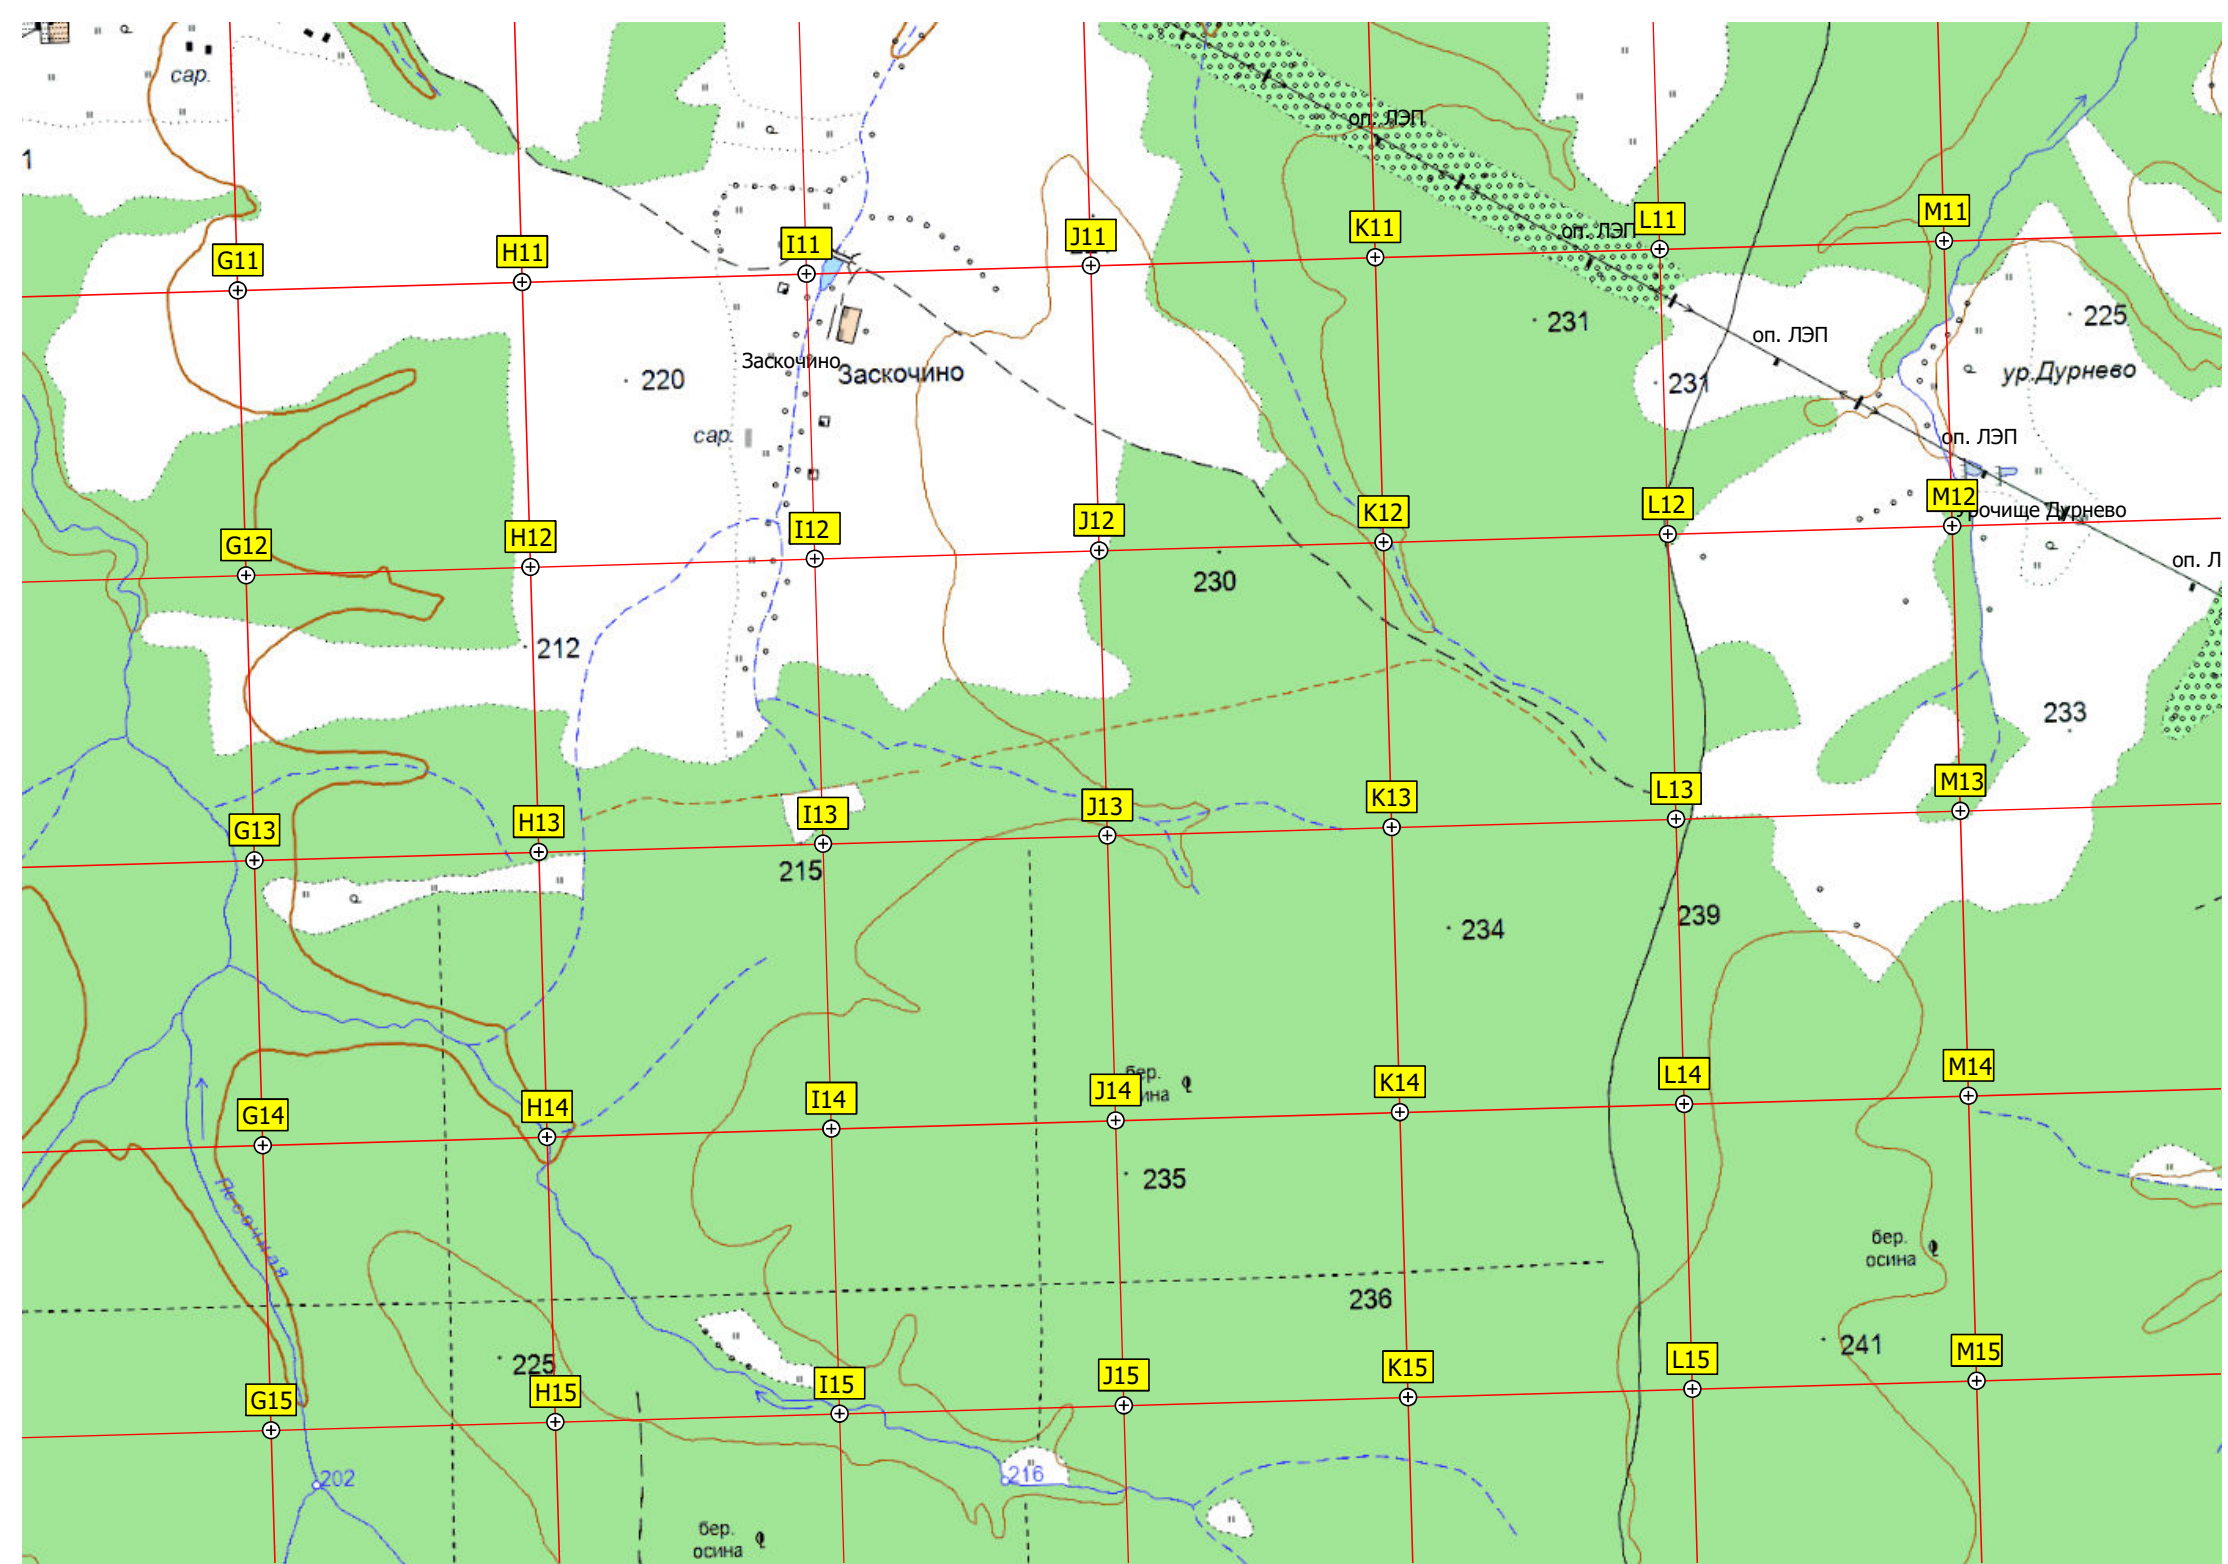 сар.
1
оп. ЛЭП
G11
H11
I11
J11
K11
оп. ЛЭП
L11
M11
231
225
оп. ЛЭП
220
Заскочино
Заскочино
231
ур.Дурнево
сар.
оп. ЛЭП
G12
H12
I12
J12
K12
L12
M12
Дурнево
230
оп. Л
212
233
G13
H13
I13
J13
K13
L13
M13
215
234
239
бер.
G14
H14
I14
J14
K14
L14
M14
235
Песочная
бер.
осина
236
225
241
G15
H15
I15
J15
K15
L15
M15
202
216
бер.
осина